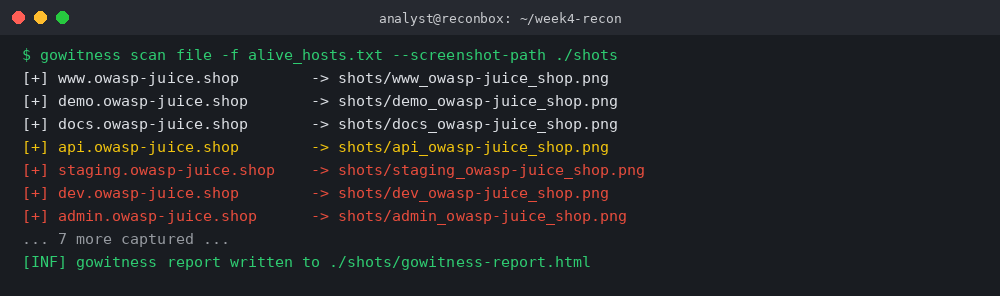 analyst@reconbox: ~/week4-recon
$ gowitness scan file -f alive_hosts.txt --screenshot-path ./shots
[+] www.owasp-juice.shop -> shots/www_owasp-juice_shop.png
[+] demo.owasp-juice.shop -> shots/demo_owasp-juice_shop.png
[+] docs.owasp-juice.shop -> shots/docs_owasp-juice_shop.png
[+] api.owasp-juice.shop -> shots/api_owasp-juice_shop.png
[+] staging.owasp-juice.shop -> shots/staging_owasp-juice_shop.png
[+] dev.owasp-juice.shop -> shots/dev_owasp-juice_shop.png
[+] admin.owasp-juice.shop -> shots/admin_owasp-juice_shop.png
... 7 more captured ...
[INF] gowitness report written to ./shots/gowitness-report.html